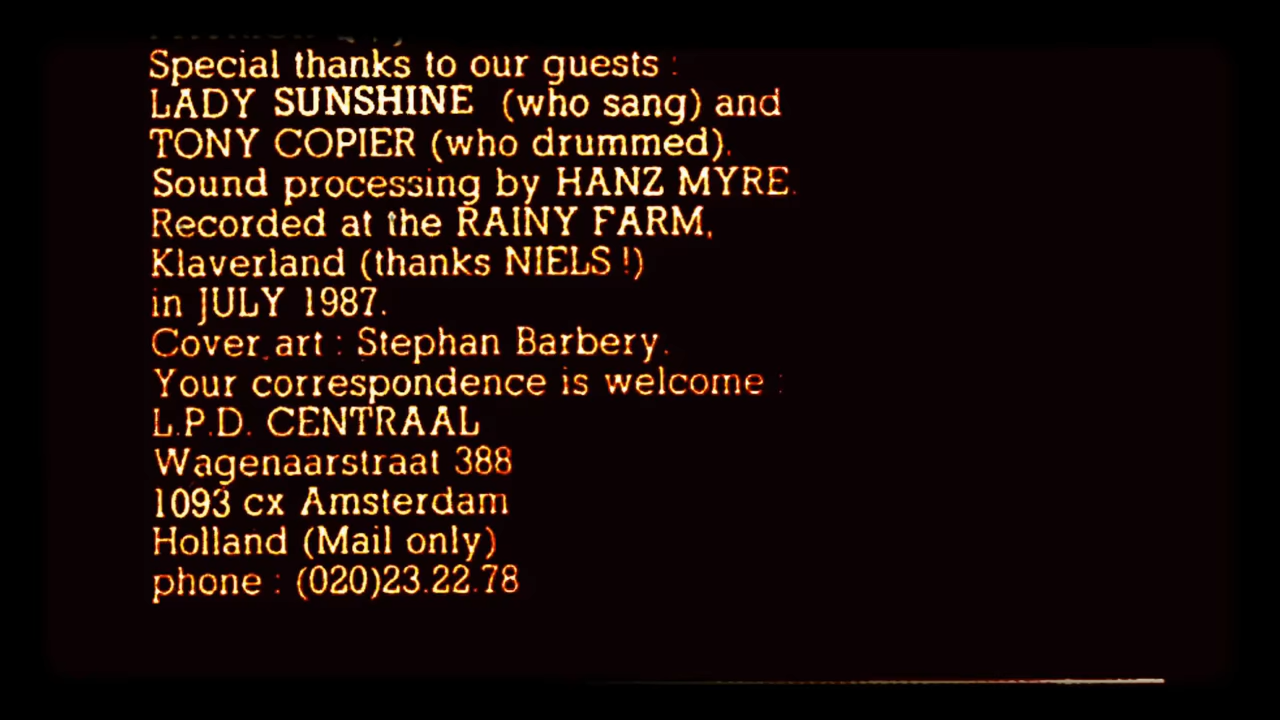 Special thanks to our guests :
LADY SUNSHINE (who sang) and
TONY COPIER (who drummed).
Sound processing by HANZ MYRE.
Recorded at the RAINY FARM,
Klaverland (thanks NIELS !)
in JULY 1987.
Cover art : Stephan Barbery.
Your correspondence is welcome :
L.P.D. CENTRAAL
Wagenaarstraat 388
1093 cx Amsterdam
Holland (Mail only)
phone : (020)23.22.78